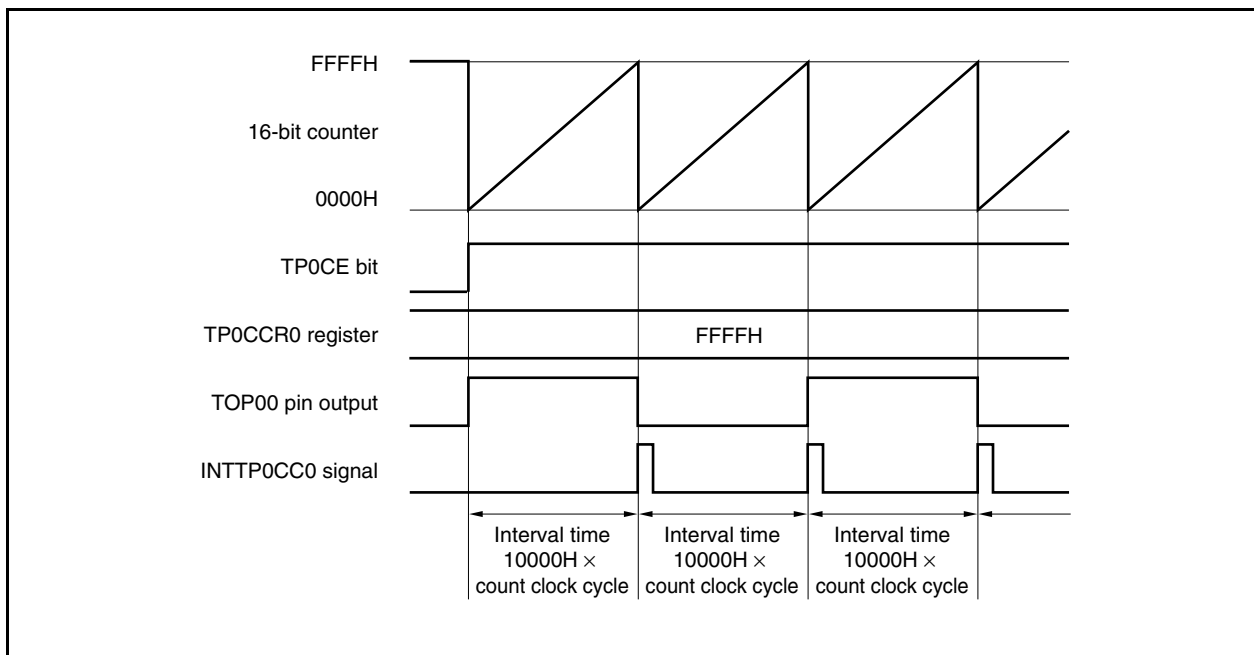 FFFFH
16-bit counter
0000H
TP0CE bit
TP0CCR0 register
FFFFH
TOP00 pin output
INTTP0CC0 signal
Interval time
10000H ×
count clock cycle
Interval time
10000H ×
count clock cycle
Interval time
10000H ×
count clock cycle